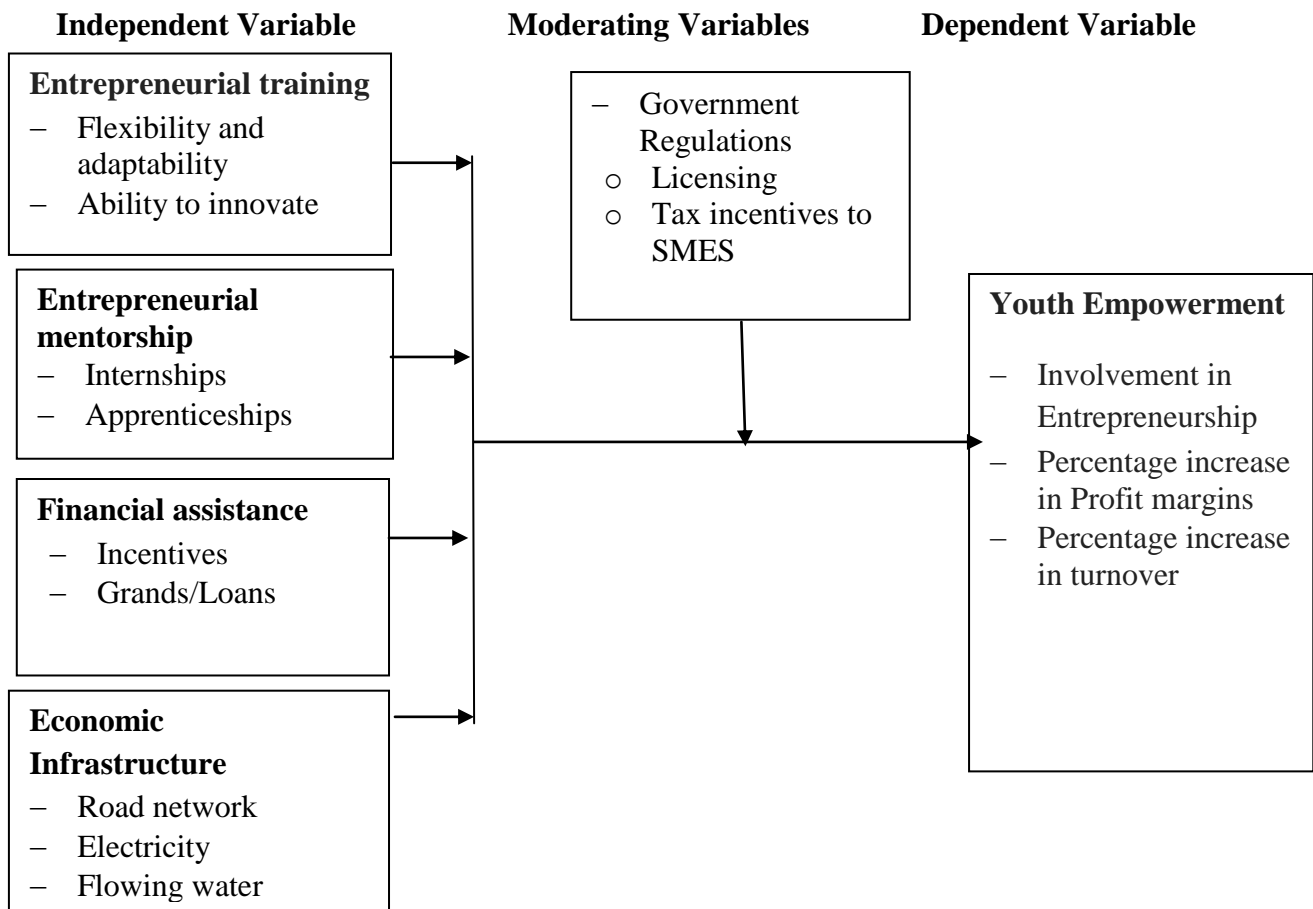 Independent Variable
Moderating Variables
Dependent Variable
Entrepreneurial training
– Flexibility and
adaptability
– Ability to innovate
Entrepreneurial
mentorship
– Internships
– Apprenticeships
Financial assistance
– Incentives
– Grands/Loans
Economic
Infrastructure
– Road network
– Electricity
– Flowing water
– Government
Regulations
o Licensing
o Tax incentives to
SMES
Youth Empowerment
– Involvement in
Entrepreneurship
– Percentage increase
in Profit margins
– Percentage increase
in turnover